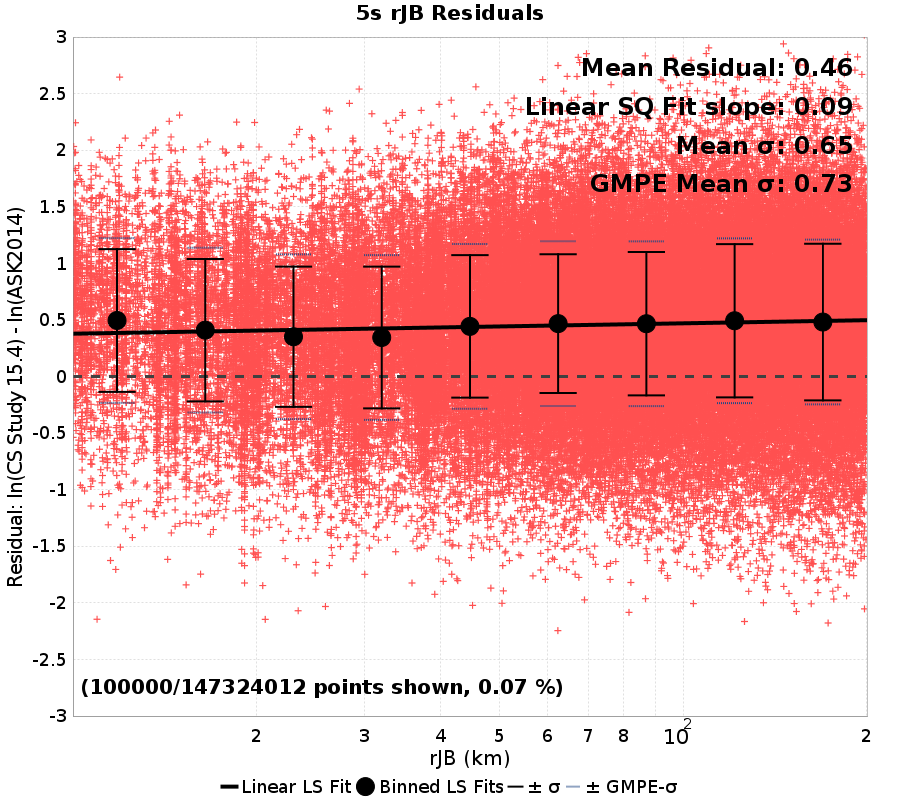 5s rJB Residuals
Mean Residual: 0.46
Linear SQ Fit slope: 0.09
Mean σ: 0.65
GMPE Mean σ: 0.73
Residual: ln(CS Study 15.4) - ln(ASK2014)
3
2.5
2
1.5
1
0.5
0
-0.5
-1
-1.5
-2
-2.5
-3
(100000/147324012 points shown, 0.07 %)
2 3 4 5 6 7 8 10² 2
rJB (km)
Linear LS Fit Binned LS Fits ± σ ± GMPE-σ